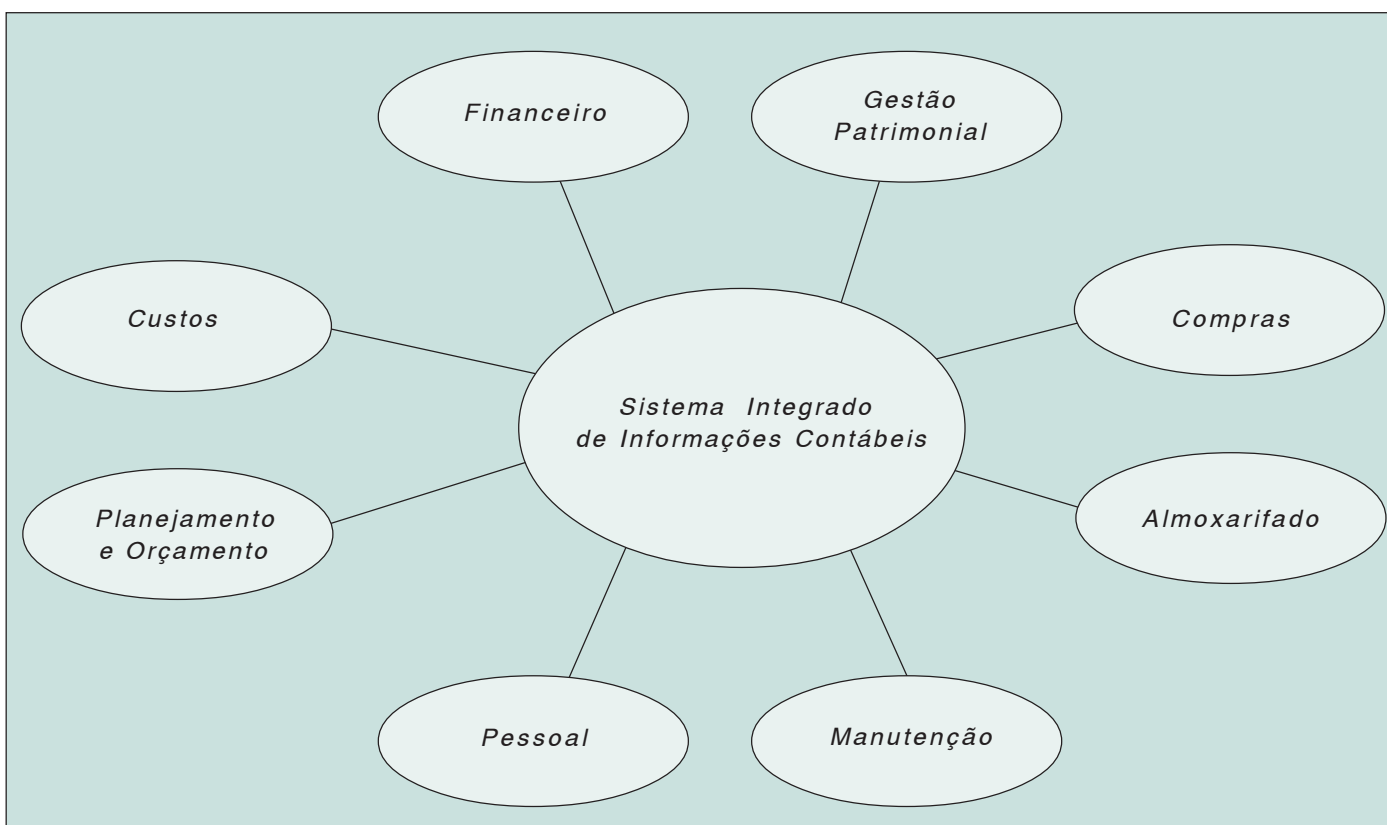 Financeiro
Gestão
Patrimonial
Custos
Compras
Sistema Integrado
de Informações Contábeis
Planejamento
e Orçamento
Almoxarifado
Pessoal
Manutenção